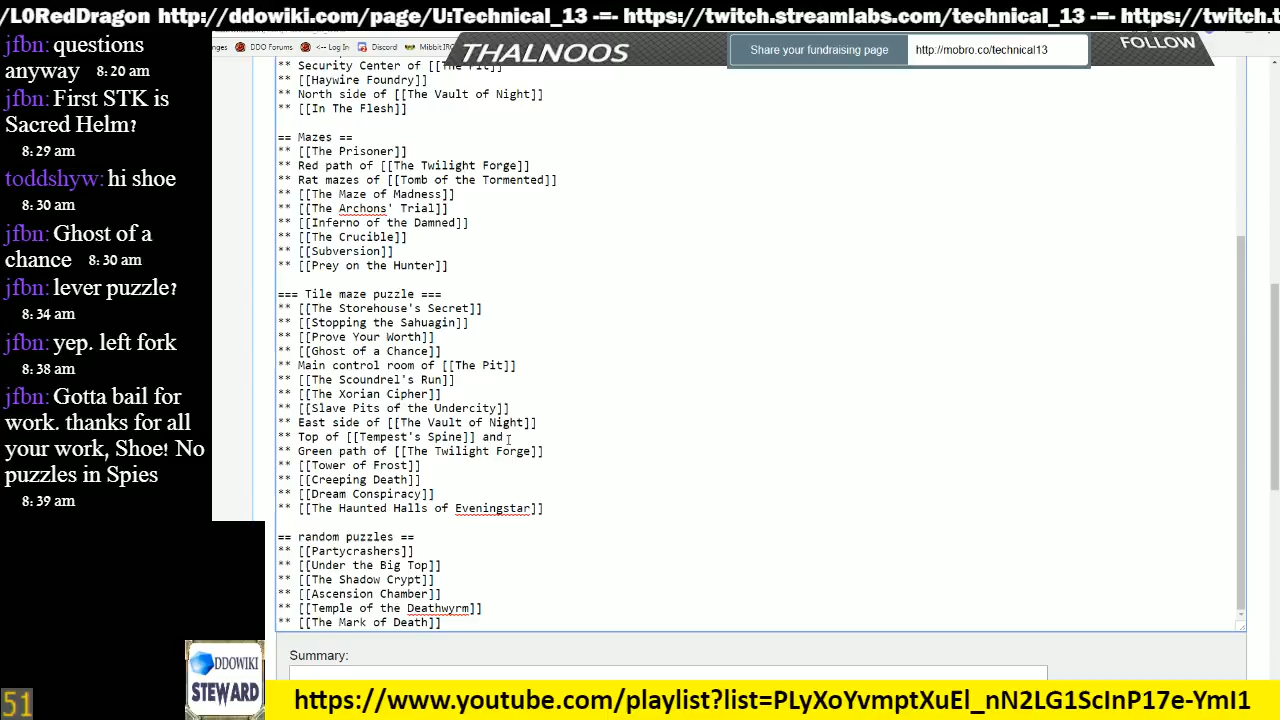 /L0RedDragon http://ddowiki.com/page/U:Technical_13 -=- https://twitch.streamlabs.com/technical_13 -=- https://twitch.t
jfbn: questions
anyway 8:20 am
jfbn: First STK is
Sacred Helm?
8:29 am
toddshyw: hi shoe
8:30 am
jfbn: Ghost of a
chance 8:30 am
jfbn: lever puzzle?
8:34 am
jfbn: yep. left fork
8:38 am
jfbn: Gotta bail for
work. thanks for all
your work, Shoe! No
puzzles in Spies
8:39 am
nges DDO Forums <-- Log In Discord Mibbit IR
THALNOOS
Share your fundraising page http://mobro.co/technical13
FOLLOW
** Security Center of [[The Pit]]
** [[Haywire Foundry]]
** North side of [[The Vault of Night]]
** [[In The Flesh]]
== Mazes ==
** [[The Prisoner]]
** Red path of [[The Twilight Forge]]
** Rat mazes of [[Tomb of the Tormented]]
** [[The Maze of Madness]]
** [[The Archons' Trial]]
** [[Inferno of the Damned]]
** [[The Crucible]]
** [[Subversion]]
** [[Prey on the Hunter]]
=== Tile maze puzzle ===
** [[The Storehouse's Secret]]
** [[Stopping the Sahuagin]]
** [[Prove Your Worth]]
** [[Ghost of a Chance]]
** Main control room of [[The Pit]]
** [[The Scoundrel's Run]]
** [[The Xorian Cipher]]
** [[Slave Pits of the Undercity]]
** East side of [[The Vault of Night]]
** Top of [[Tempest's Spine]] and
** Green path of [[The Twilight Forge]]
** [[Tower of Frost]]
** [[Creeping Death]]
** [[Dream Conspiracy]]
** [[The Haunted Halls of Eveningstar]]
== random puzzles ==
** [[Partycrashers]]
** [[Under the Big Top]]
** [[The Shadow Crypt]]
** [[Ascension Chamber]]
** [[Temple of the Deathwyrm]]
** [[The Mark of Death]]
Summary:
DDOWIKI
STEWARD
51
https://www.youtube.com/playlist?list=PLyXoYvmptXuEl_nN2LG1ScInP17e-YmI1